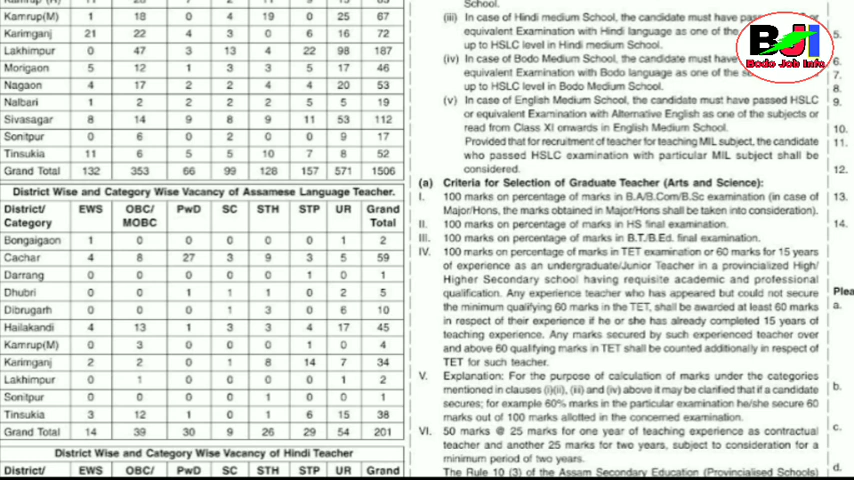 Kamrup(M) 1 18 0 4 19 0 25 67
Karimganj 21 22 4 3 0 6 16 72
Lakhimpur 0 47 3 13 4 22 98 187
Morigaon 5 12 1 3 3 5 17 46
Nagaon 4 17 2 2 4 4 20 53
Nalbari 1 2 2 2 2 5 5 19
Sivasagar 8 14 9 8 9 11 53 112
Sonitpur 0 6 0 2 0 0 9 17
Tinsukia 11 6 5 5 10 7 8 52
Grand Total 132 353 66 99 128 157 571 1506
District Wise and Category Wise Vacancy of Assamese Language Teacher.
District/ EWS OBC/ PwD SC STH STP UR Grand
Category MOBC Total
Bongaigaon 1 0 0 0 0 0 1 2
Cachar 4 8 27 3 9 3 5 59
Darrang 0 0 0 0 0 1 0 1
Dhubri 0 0 1 1 1 0 2 5
Dibrugarh 0 0 0 1 3 0 6 10
Hailakandi 4 13 1 3 3 4 17 45
Kamrup(M) 0 3 0 0 0 1 0 4
Karimganj 2 2 0 1 8 14 7 34
Lakhimpur 0 1 0 0 0 0 1 2
Sonitpur 0 0 0 0 1 0 0 1
Tinsukia 3 12 1 0 1 6 15 38
Grand Total 14 39 30 9 26 29 54 201
District Wise and Category Wise Vacancy of Hindi Teacher
District/ EWS OBC/ PwD SC STH STP UR Grand
School.
(iii) In case of Hindi medium School, the candidate must have
equivalent Examination with Hindi language as one of the
up to HSLC level in Hindi medium School.
(iv) In case of Bodo Medium School, the candidate must have
equivalent Examination with Bodo language as one of the
up to HSLC level in Bodo Medium School.
(v) In case of English Medium School, the candidate must have passed HSLC
or equivalent Examination with Alternative English as one of the subjects or
read from Class XI onwards in English Medium School.
Provided that for recruitment of teacher for teaching MIL subject, the candidate
who passed HSLC examination with particular MIL subject shall be
considered.
(a) Criteria for Selection of Graduate Teacher (Arts and Science):
I. 100 marks on percentage of marks in B.A/B.Com/B.Sc examination (in case of
Major/Hons, the marks obtained in Major/Hons shall be taken into consideration).
II. 100 marks on percentage of marks in HS final examination.
III. 100 marks on percentage of marks in B.T./B.Ed. final examination.
IV. 100 marks on percentage of marks in TET examination or 60 marks for 15 years
of experience as an undergraduate/Junior Teacher in a provincialized High/
Higher Secondary school having requisite academic and professional
qualification. Any experience teacher who has appeared but could not secure
the minimum qualifying 60 marks in the TET, shall be awarded at least 60 marks
in respect of their experience if he or she has already completed 15 years of
teaching experience. Any marks secured by such experienced teacher over
and above 60 qualifying marks in TET shall be counted additionally in respect of
TET for such teacher.
V. Explanation: For the purpose of calculation of marks under the categories
mentioned in clauses (i)(ii), (iii) and (iv) above it may be clarified that if a candidate
secures; for example 60% marks in the particular examination he/she secure 60
marks out of 100 marks allotted in the concerned examination.
VI. 50 marks @ 25 marks for one year of teaching experience as contractual
teacher and another 25 marks for two years, subject to consideration for a
minimum period of two years.
The Rule 10 (3) of the Assam Secondary Education (Provincialised Schools)
BJI
Bodo Job Info
5.
6.
7.
8.
9.
10.
11.
12.
13.
14.
Plea
a.
b.
c.
d.